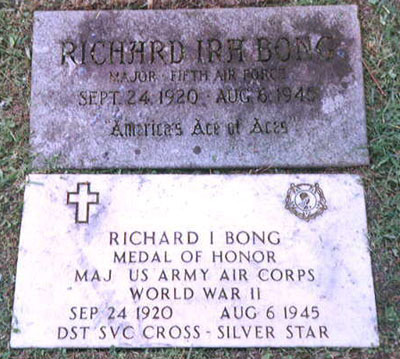 RICHARD IRA BONG
MAJOR · FIFTH AIR FORCE
SEPT. 24, 1920 · AUG. 6, 1945
America's Ace of Aces
RICHARD I BONG
MEDAL OF HONOR
MAJ US ARMY AIR CORPS
WORLD WAR II
SEP 24 1920 AUG 6 1945
DST SVC CROSS - SILVER STAR